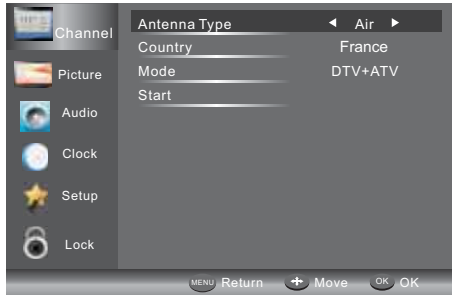 Channel
Picture
Audio
Clock
Setup
Lock
Antenna Type ◄ Air ►
Country France
Mode DTV+ATV
Start
MENU Return Move OK OK